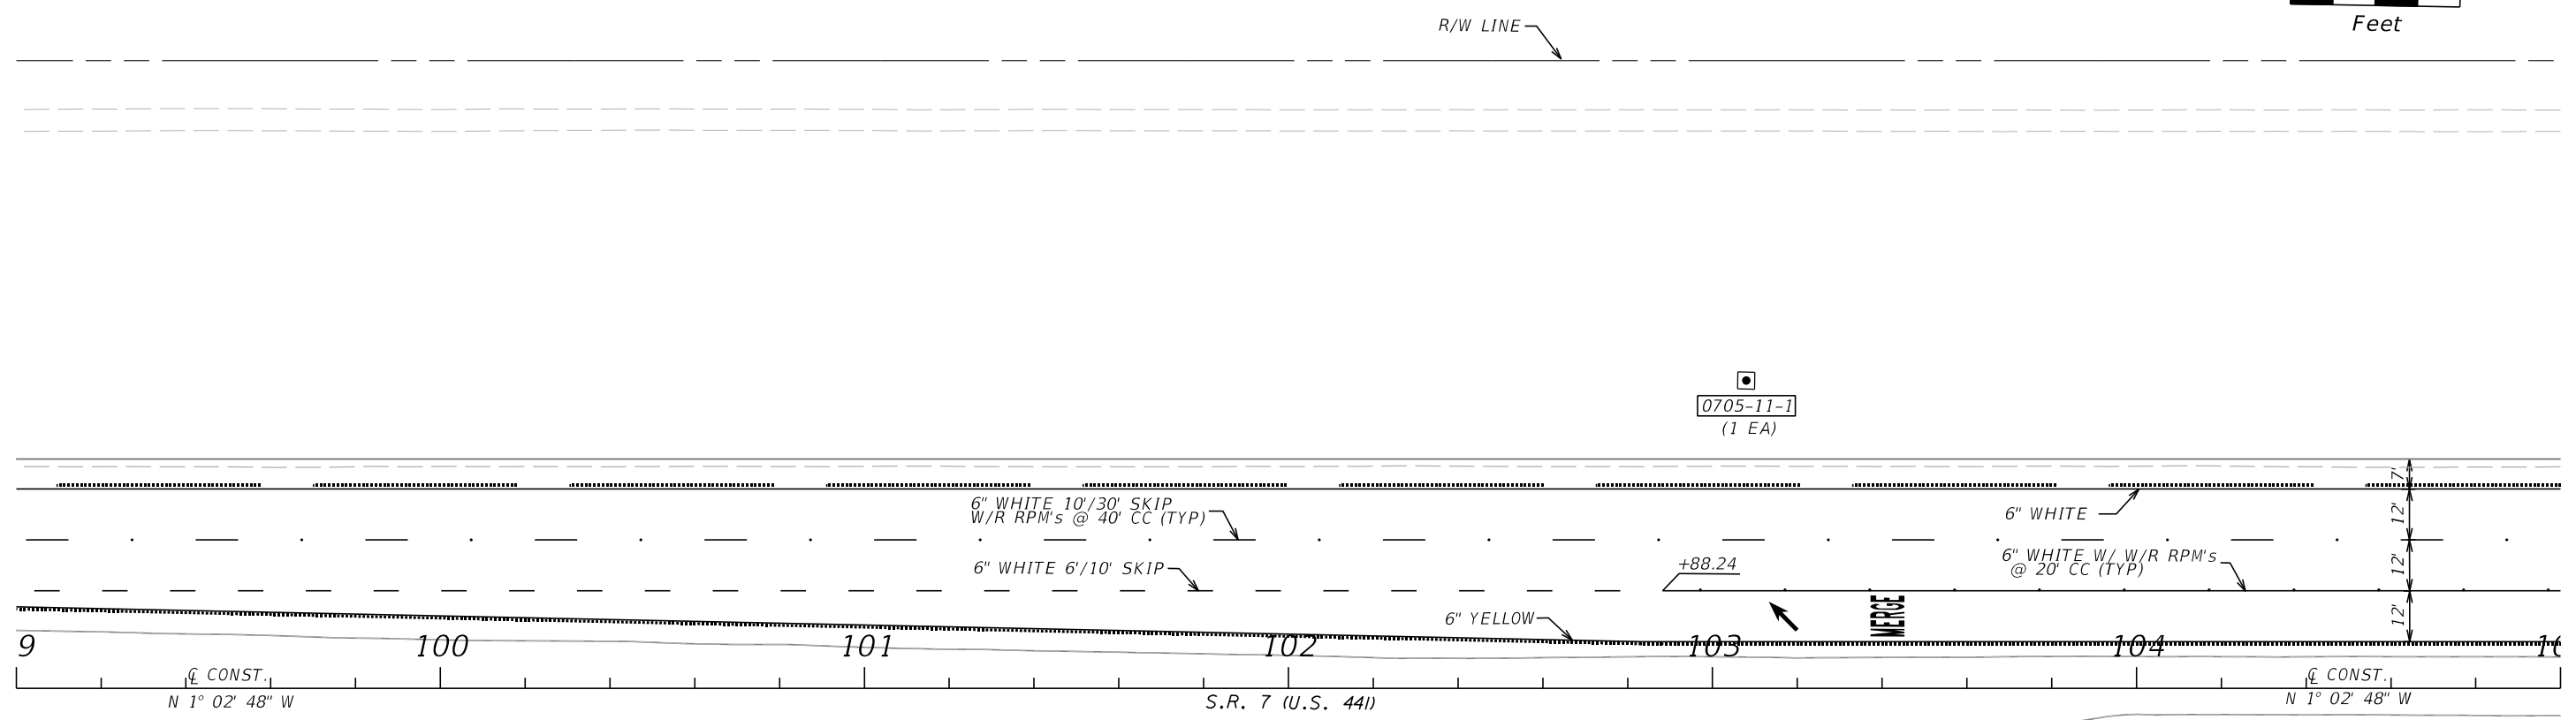 R/W LINE
Feet
0705-11-1
(1 EA)
6" WHITE 10'/30' SKIP
W/R RPM's @ 40' CC (TYP)
6" WHITE
7'
12'
12'
12'
6" WHITE 6'/10' SKIP
+88.24
6" WHITE W/ W/R RPM's
@ 20' CC (TYP)
6" YELLOW
MERGE
9
100
101
102
103
104
10
℄ CONST.
N 1° 02' 48" W
S.R. 7 (U.S. 441)
℄ CONST.
N 1° 02' 48" W